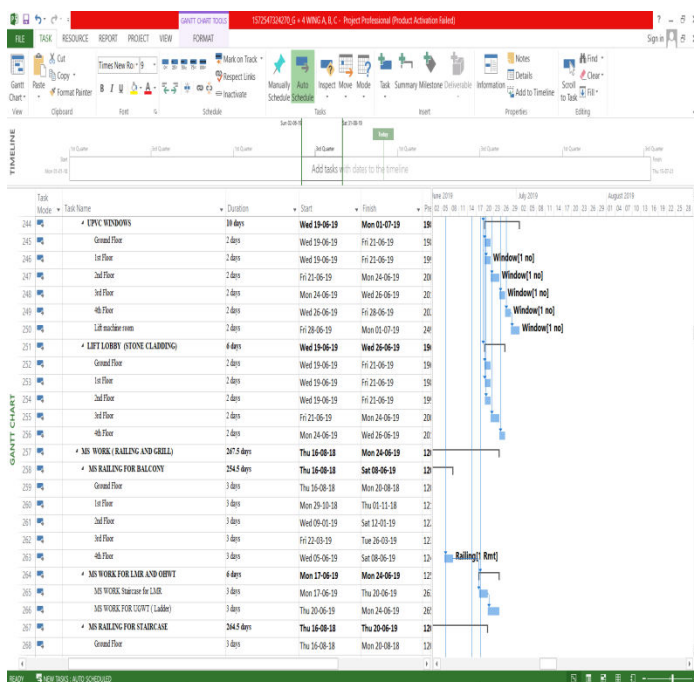 GANTT CHART TOOLS
1572547324270_G + 4 WING A, B, C - Project Professional (Product Activation Failed)
FILE TASK RESOURCE REPORT PROJECT VIEW FORMAT Sign in
Gantt Chart
Paste
Cut
Copy
Format Painter
Times New Ro 9
B I U
Mark on Track
Respect Links
Inactivate
Manually Schedule
Auto Schedule
Inspect Move Mode
Task Summary Milestone Deliverable
Information
Notes
Details
Add to Timeline
Scroll to Task
Find
Clear
Fill
View Clipboard Font Schedule Tasks Insert Properties Editing
TIMELINE
Today
Start
Add tasks with dates to the timeline
Finish
GANTT CHART
Task Mode Task Name Duration Start Finish
June 2019 July 2019 August 2019
244 UPVC WINDOWS 10 days Wed 19-06-19 Mon 01-07-19 198
245 Ground Floor 2 days Wed 19-06-19 Fri 21-06-19
246 1st Floor 2 days Wed 19-06-19 Fri 21-06-19 Window[1 no]
247 2nd Floor 2 days Fri 21-06-19 Mon 24-06-19 Window[1 no]
248 3rd Floor 2 days Mon 24-06-19 Wed 26-06-19 Window[1 no]
249 4th Floor 2 days Wed 26-06-19 Fri 28-06-19 Window[1 no]
250 Lift machine room 2 days Fri 28-06-19 Mon 01-07-19 Window[1 no]
251 LIFT LOBBY (STONE CLADDING) 6 days Wed 19-06-19 Wed 26-06-19
252 Ground Floor 2 days Wed 19-06-19 Fri 21-06-19
253 1st Floor 2 days Wed 19-06-19 Fri 21-06-19
254 2nd Floor 2 days Wed 19-06-19 Fri 21-06-19
255 3rd Floor 2 days Fri 21-06-19 Mon 24-06-19
256 4th Floor 2 days Mon 24-06-19 Wed 26-06-19
257 MS WORK ( RAILING AND GRILL) 267.5 days Thu 16-08-18 Mon 24-06-19
258 MS RAILING FOR BALCONY 254.5 days Thu 16-08-18 Sat 08-06-19
259 Ground Floor 3 days Thu 16-08-18 Mon 20-08-18
260 1st Floor 3 days Mon 29-10-18 Thu 01-11-18
261 2nd Floor 3 days Wed 09-01-19 Sat 12-01-19
262 3rd Floor 3 days Fri 22-03-19 Tue 26-03-19
263 4th Floor 3 days Wed 05-06-19 Sat 08-06-19 Railing[1 Rmt]
264 MS WORK FOR LMR AND OHWT 6 days Mon 17-06-19 Mon 24-06-19
265 MS WORK Staircase for LMR 3 days Mon 17-06-19 Thu 20-06-19
266 MS WORK FOR UGWT ( Ladder) 3 days Thu 20-06-19 Mon 24-06-19
267 MS RAILING FOR STAIRCASE 264.5 days Thu 16-08-18 Thu 20-06-19
268 Ground Floor 3 days Thu 16-08-18 Mon 20-08-18
READY NEW TASKS : AUTO SCHEDULED